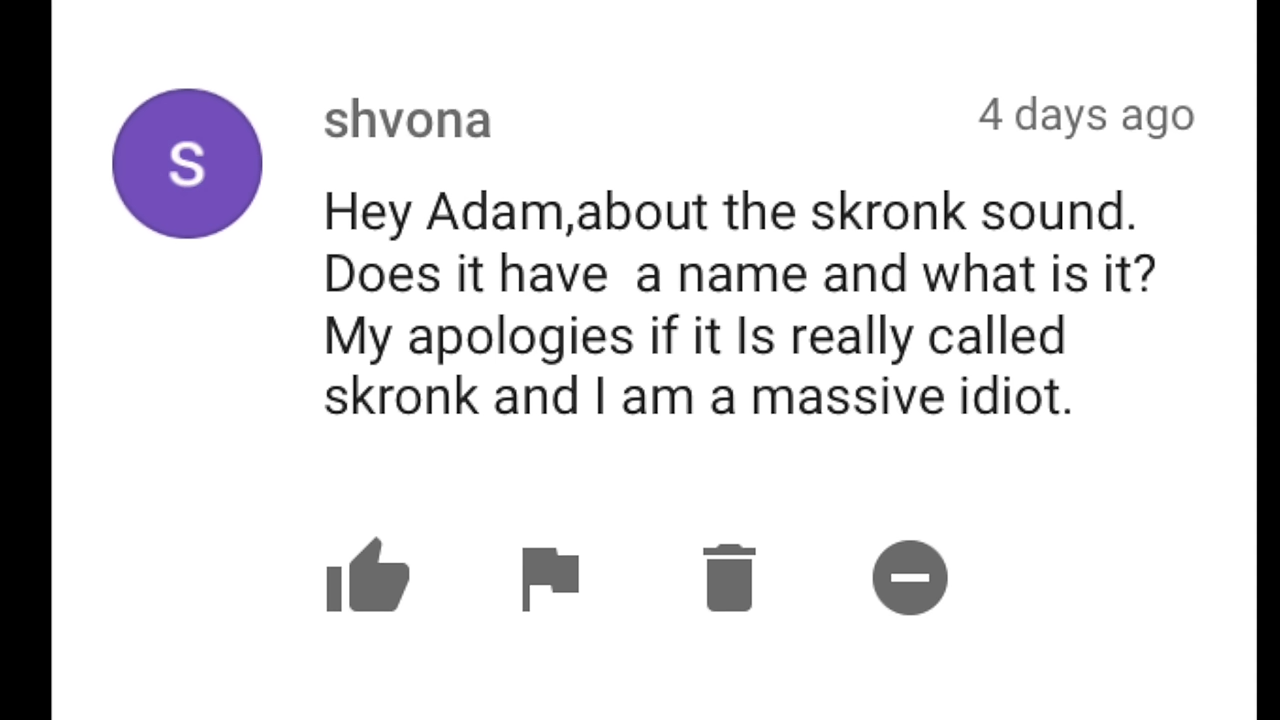 S
shvona
4 days ago
Hey Adam,about the skronk sound.
Does it have  a name and what is it?
My apologies if it Is really called
skronk and I am a massive idiot.